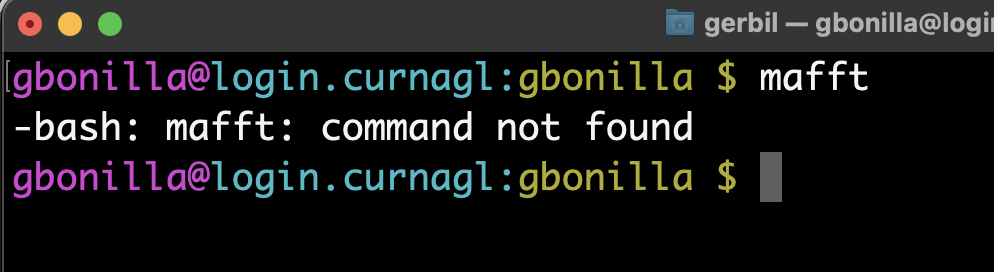 gerbil — gbonilla@logi
gbonilla@login.curnagl:gbonilla $ mafft
-bash: mafft: command not found
gbonilla@login.curnagl:gbonilla $